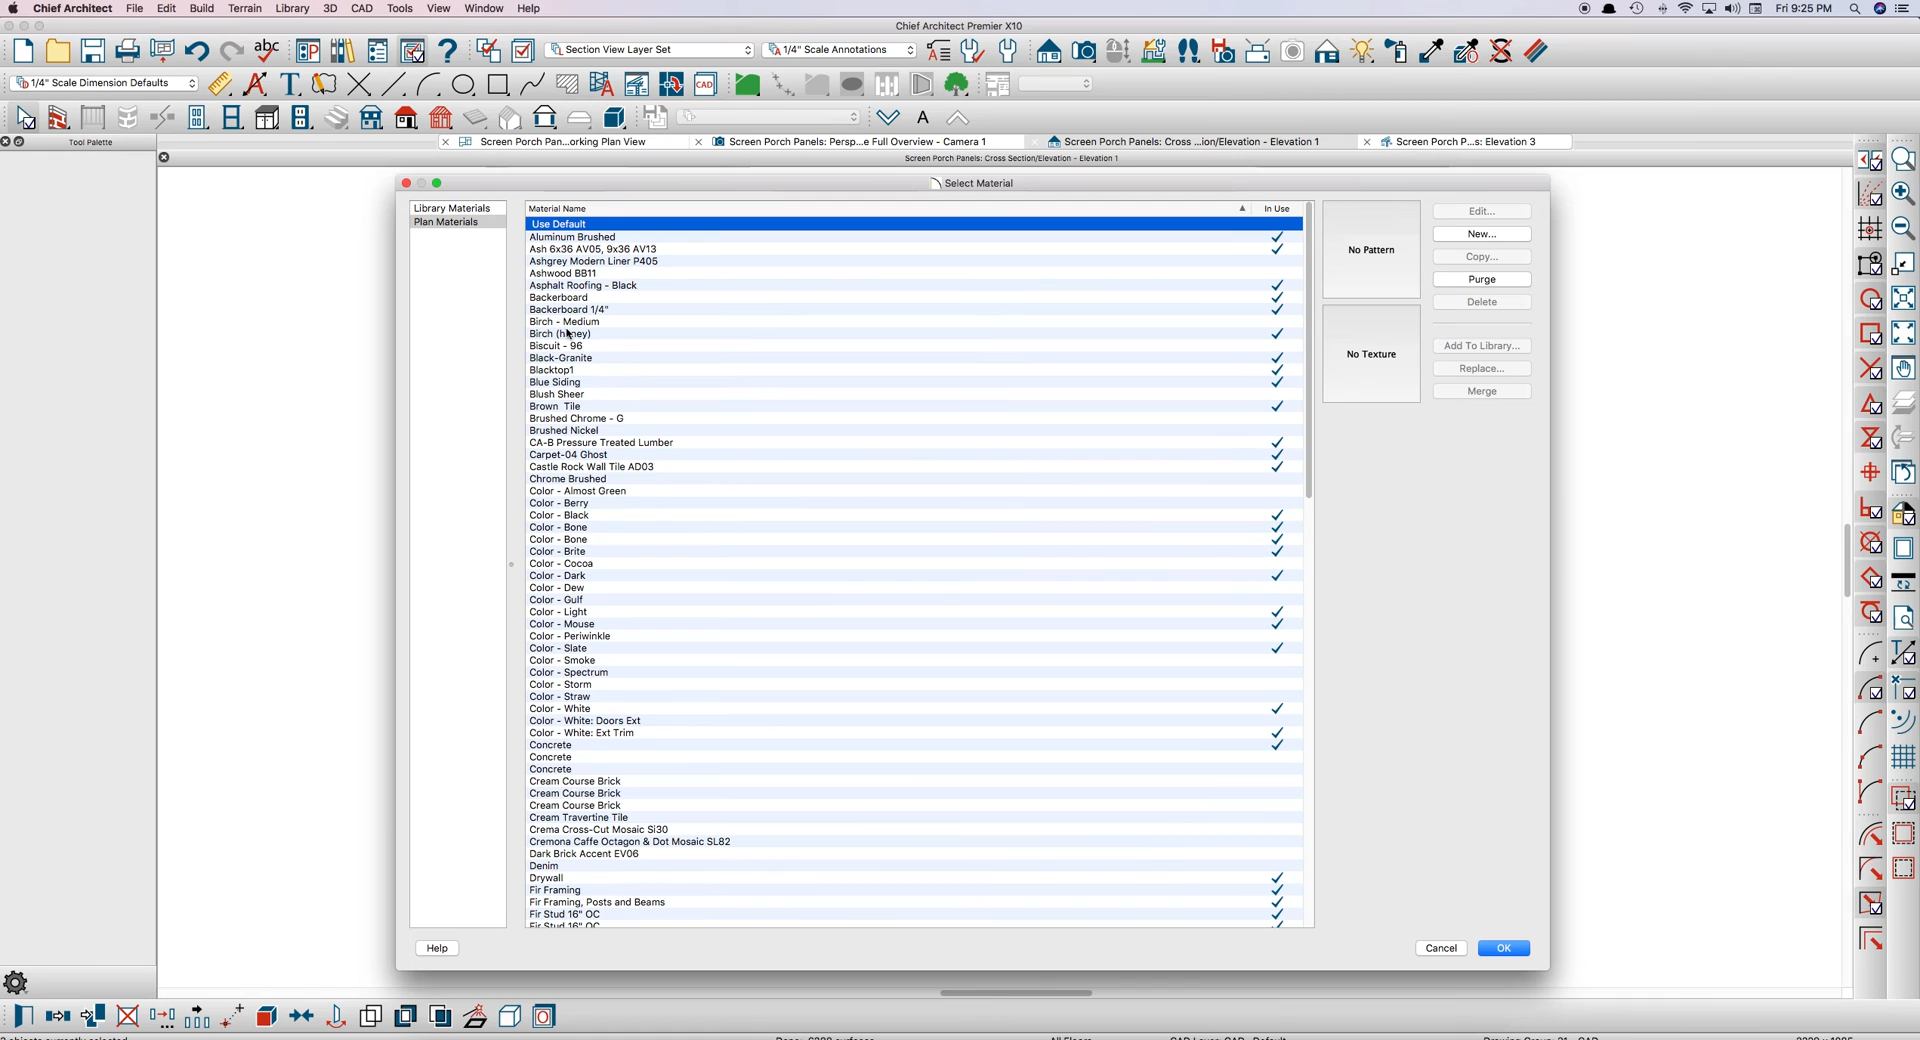 Chief Architect File Edit Build Terrain Library 3D CAD Tools View Window Help Fri 9:25 PM
Chief Architect Premier X10
Section View Layer Set 1/4" Scale Annotations
1/4" Scale Dimension Defaults
CAD
A
Tool Palette
Screen Porch Pan...orking Plan View
Screen Porch Panels: Persp...e Full Overview - Camera 1
Screen Porch Panels: Cross ...ion/Elevation - Elevation 1
Screen Porch P...s: Elevation 3
Screen Porch Panels: Cross Section/Elevation - Elevation 1
Select Material
Library Materials
Plan Materials
Material Name In Use
Use Default
Aluminum Brushed
Ash 6x36 AV05, 9x36 AV13
Ashgrey Modern Liner P405
Ashwood BB11
Asphalt Roofing - Black
Backerboard
Backerboard 1/4"
Birch - Medium
Biscuit - 96
Black-Granite
Blacktop1
Blue Siding
Blush Sheer
Brown Tile
Brushed Chrome - G
Brushed Nickel
CA-B Pressure Treated Lumber
Carpet-04 Ghost
Castle Rock Wall Tile AD03
Chrome Brushed
Color - Almost Green
Color - Berry
Color - Black
Color - Bone
Color - Bone
Color - Brite
Color - Cocoa
Color - Dark
Color - Dew
Color - Gulf
Color - Light
Color - Mouse
Color - Periwinkle
Color - Slate
Color - Smoke
Color - Spectrum
Color - Storm
Color - Straw
Color - White
Color - White: Doors Ext
Color - White: Ext Trim
Concrete
Concrete
Concrete
Cream Course Brick
Cream Course Brick
Cream Course Brick
Cream Travertine Tile
Crema Cross-Cut Mosaic Si30
Cremona Caffe Octagon & Dot Mosaic SL82
Dark Brick Accent EV06
Denim
Drywall
Fir Framing
Fir Framing, Posts and Beams
Fir Stud 16" OC
Fir Stud 16" OC
No Pattern
No Texture
Edit...
New...
Copy...
Purge
Delete
Add To Library...
Replace...
Merge
Help
Cancel
OK